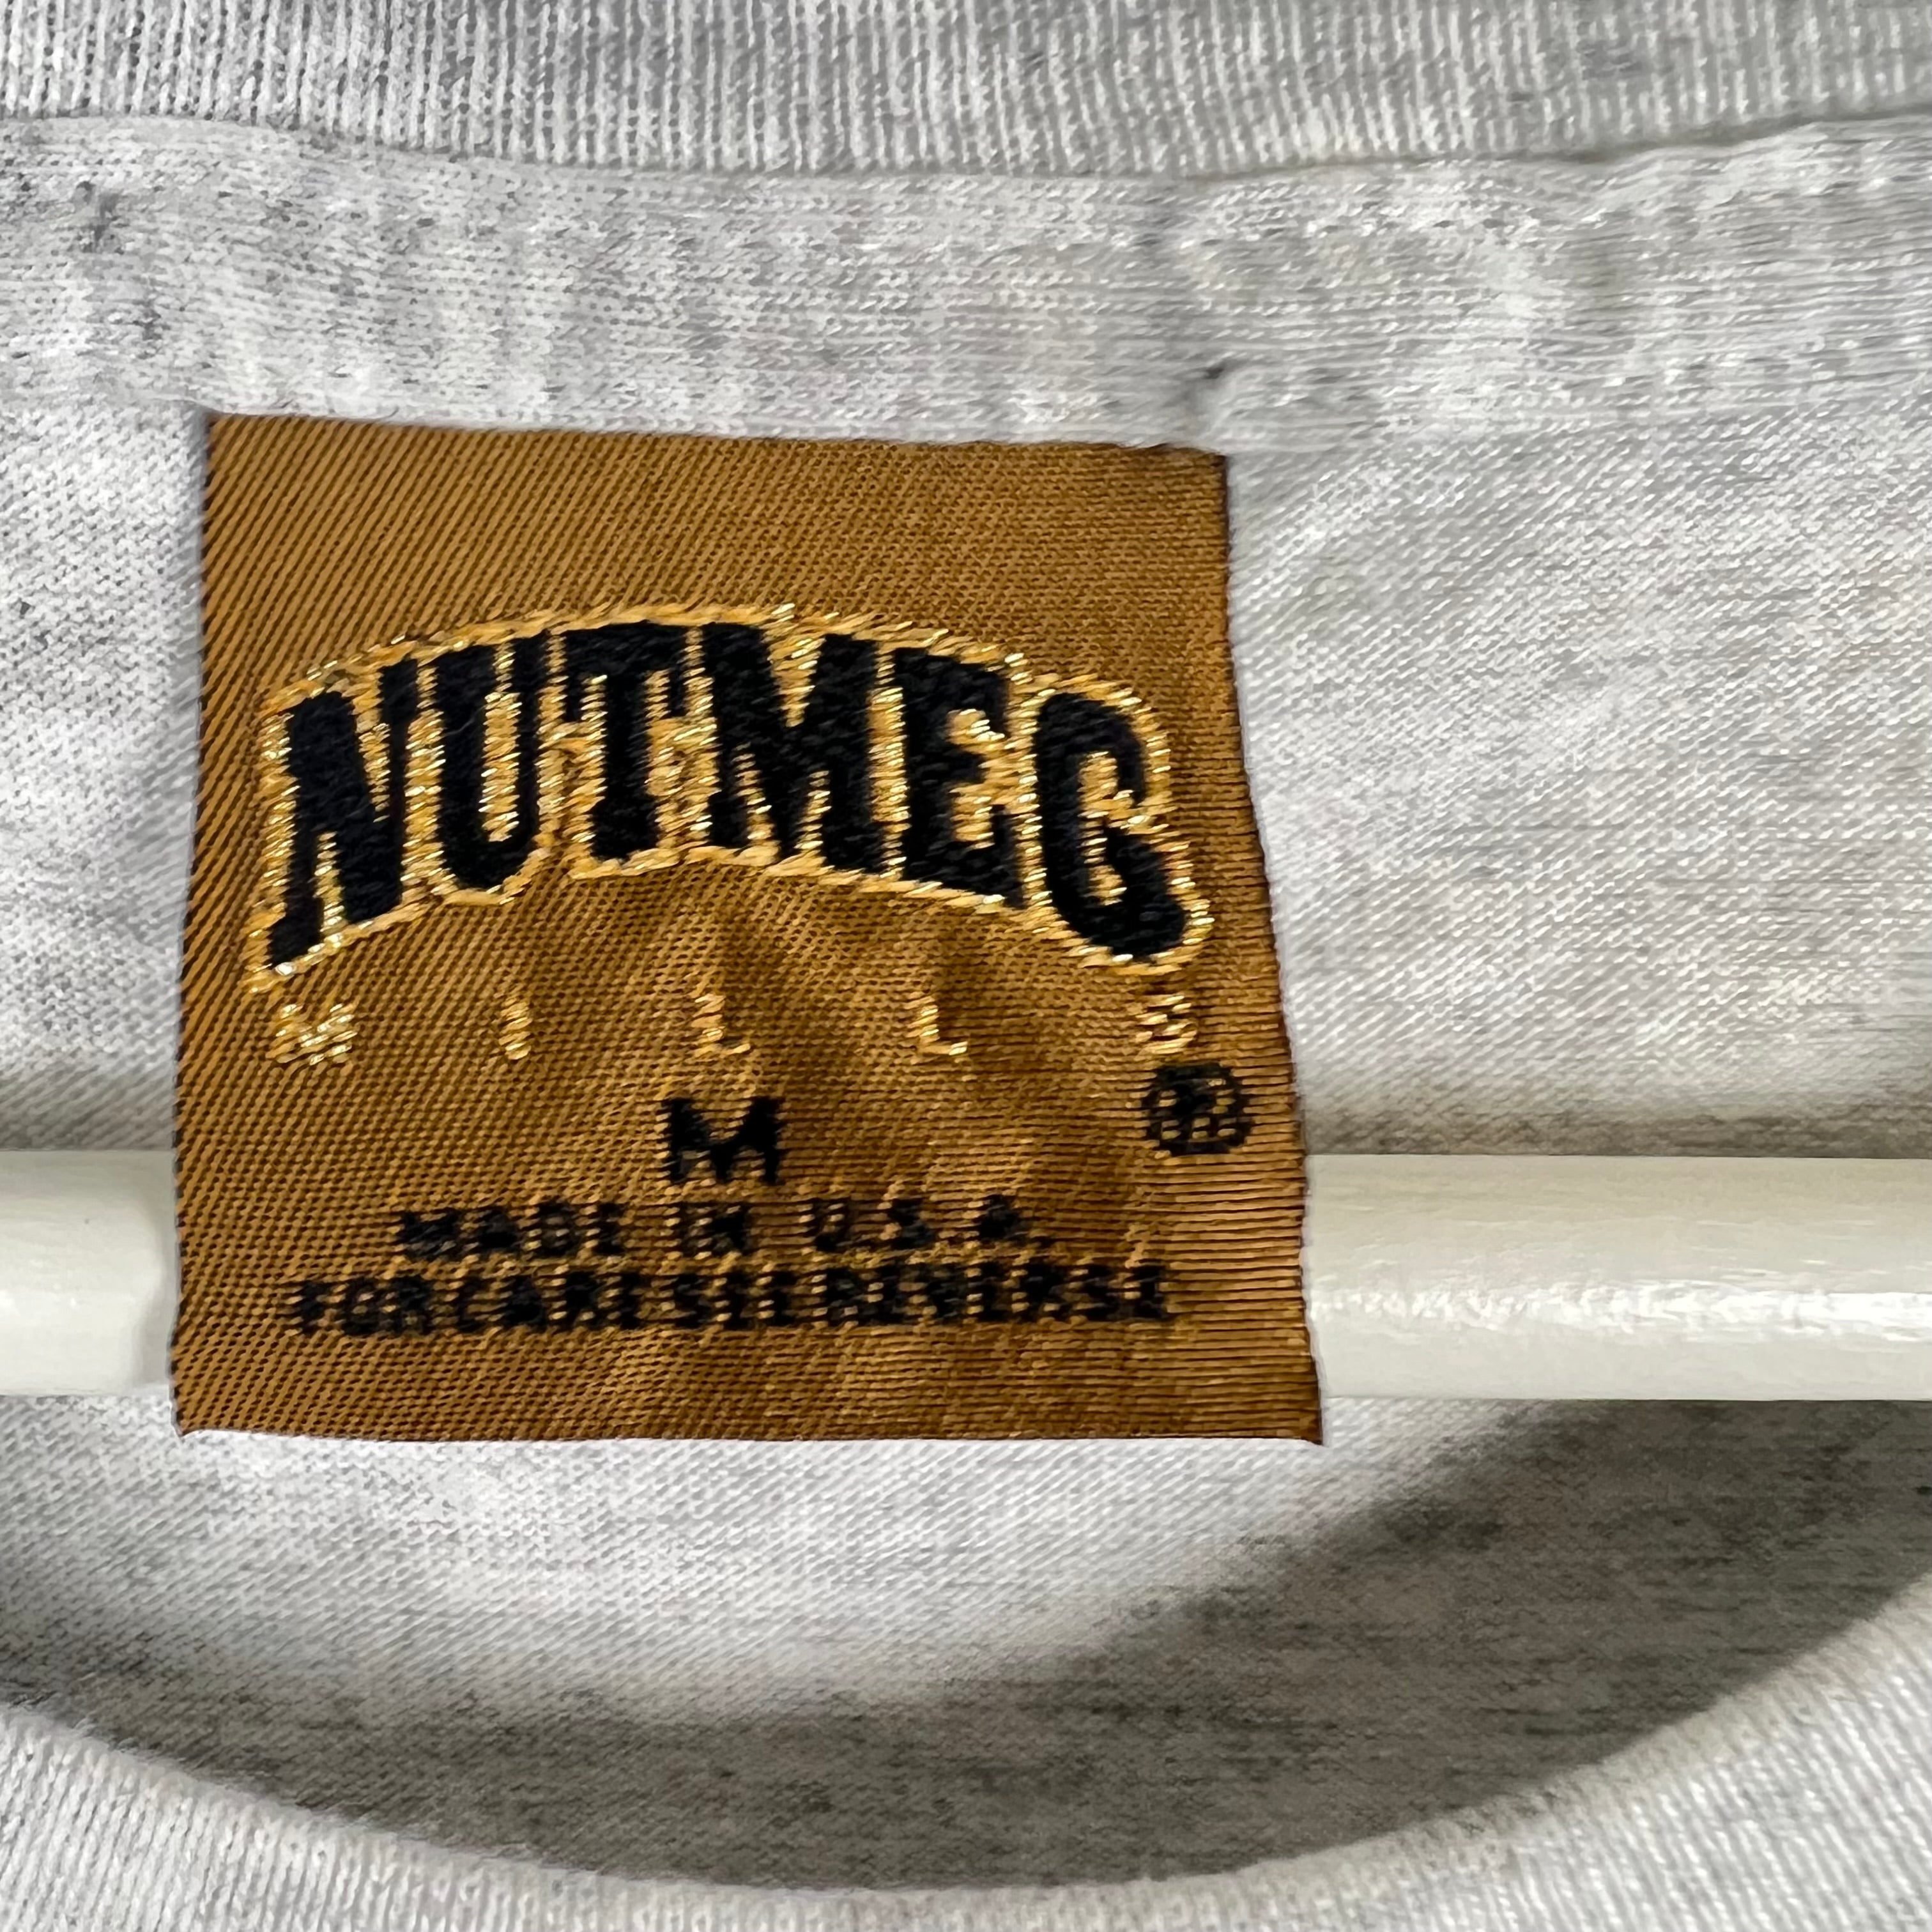 NUTMEG
MILLS
®
M
MADE IN U.S.A.
FOR CARE SEE REVERSE